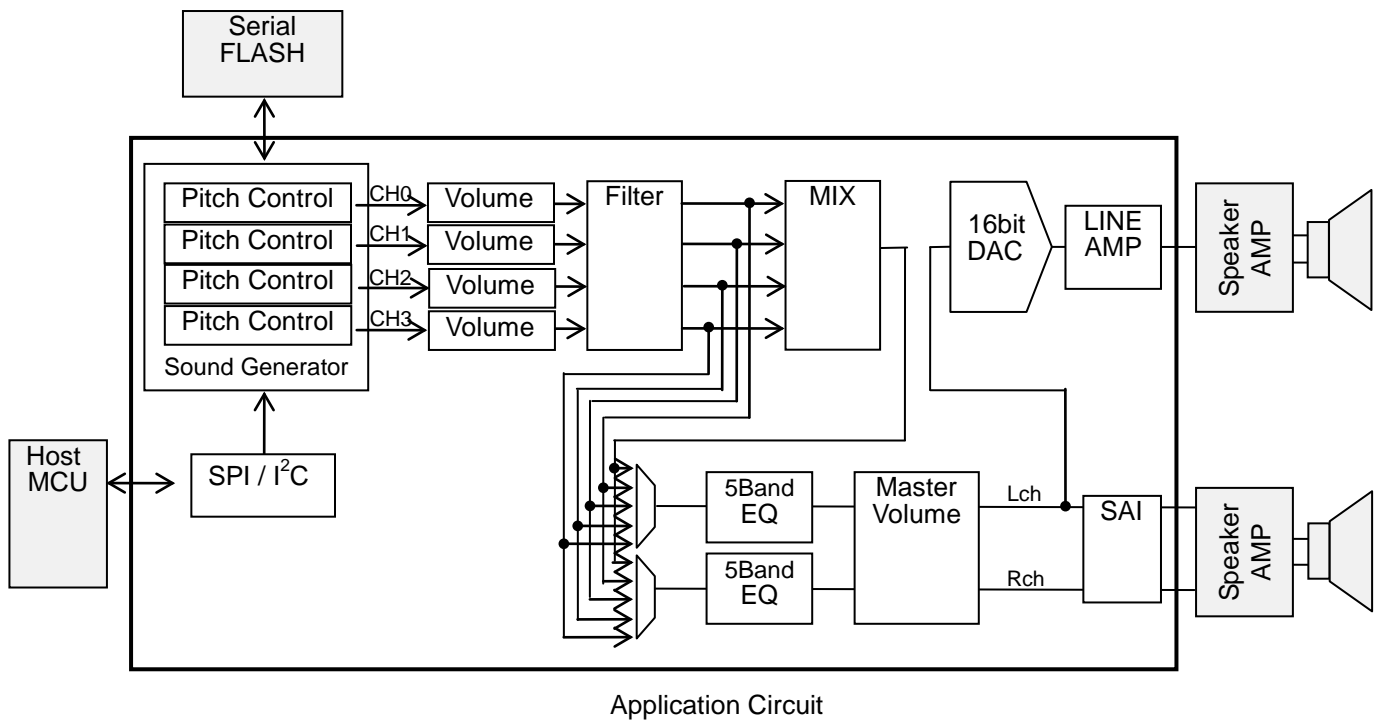 Serial
FLASH
Pitch Control
CH0
Volume
Filter
MIX
16bit
DAC
LINE
AMP
Speaker
AMP
Pitch Control
CH1
Volume
Pitch Control
CH2
Volume
Pitch Control
CH3
Volume
Sound Generator
Host
MCU
SPI / I²C
5Band
EQ
Master
Volume
Lch
SAI
Speaker
AMP
5Band
EQ
Rch
Application Circuit